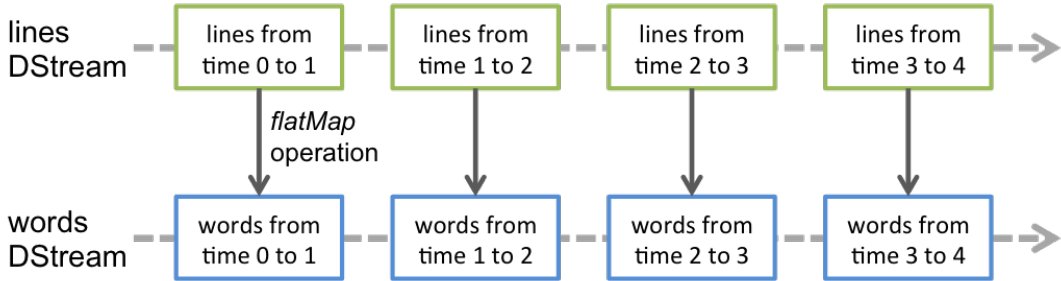 lines
DStream
lines from
time 0 to 1
lines from
time 1 to 2
lines from
time 2 to 3
lines from
time 3 to 4
flatMap
operation
words
DStream
words from
time 0 to 1
words from
time 1 to 2
words from
time 2 to 3
words from
time 3 to 4